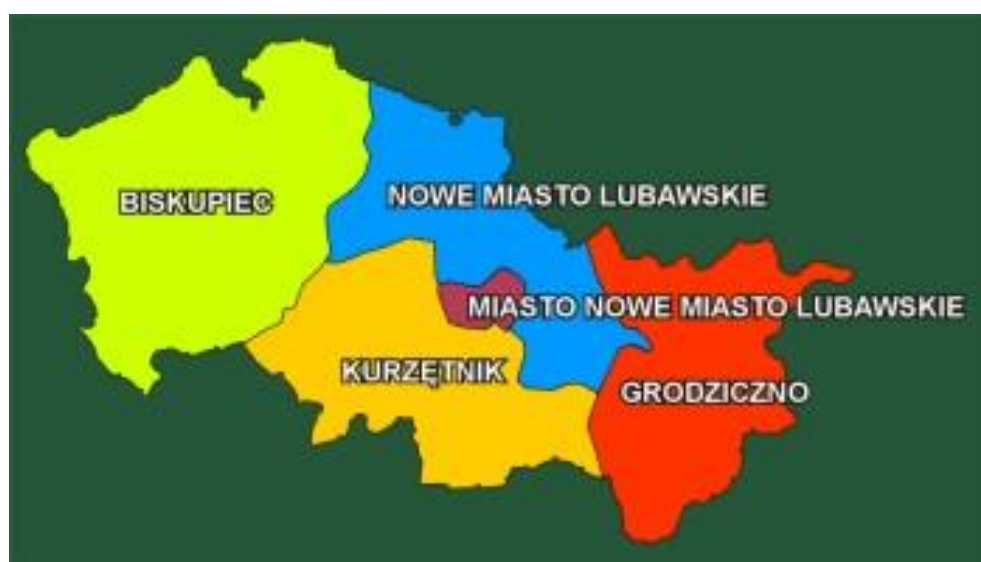 BISKUPIEC
NOWE MIASTO LUBAWSKIE
MIASTO NOWE MIASTO LUBAWSKIE
KURZĘTNIK
GRODZICZNO